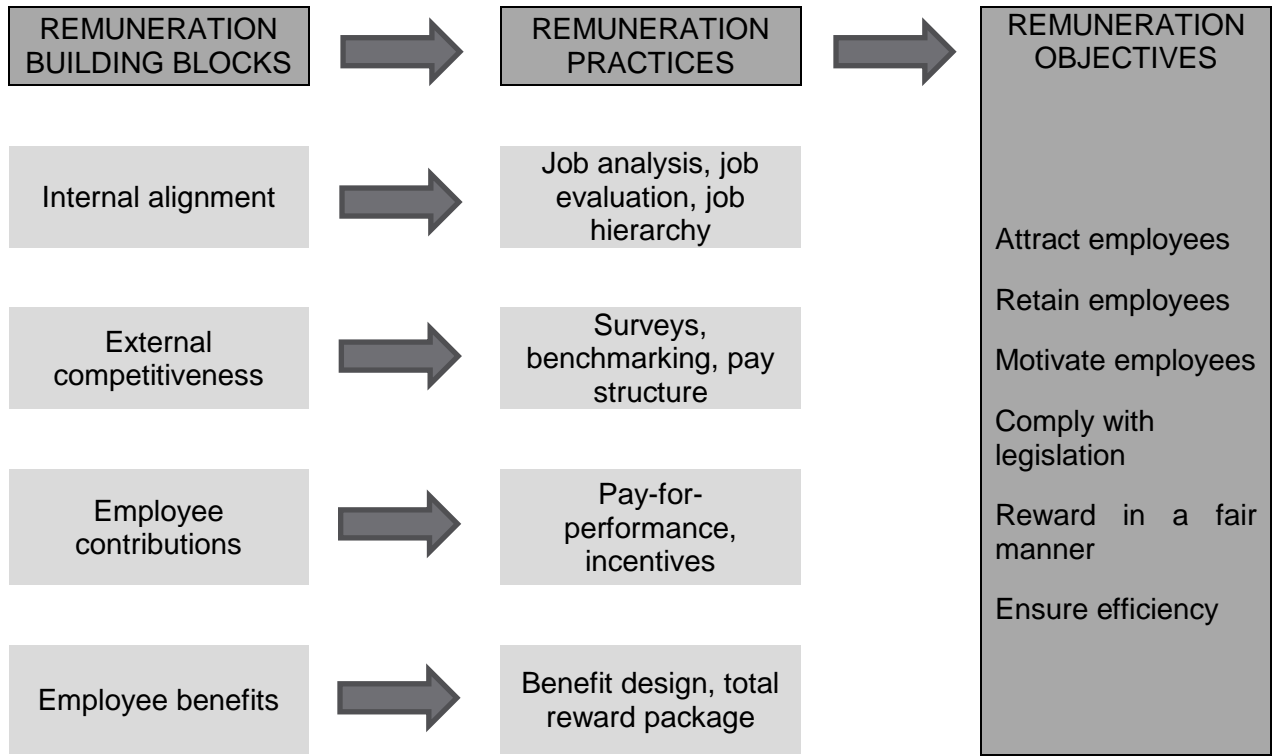 REMUNERATION
BUILDING BLOCKS
REMUNERATION
PRACTICES
REMUNERATION
OBJECTIVES
Internal alignment
Job analysis, job
evaluation, job
hierarchy
External
competitiveness
Surveys,
benchmarking, pay
structure
Employee
contributions
Pay-for-
performance,
incentives
Employee benefits
Benefit design, total
reward package
Attract employees
Retain employees
Motivate employees
Comply with
legislation
Reward in a fair
manner
Ensure efficiency